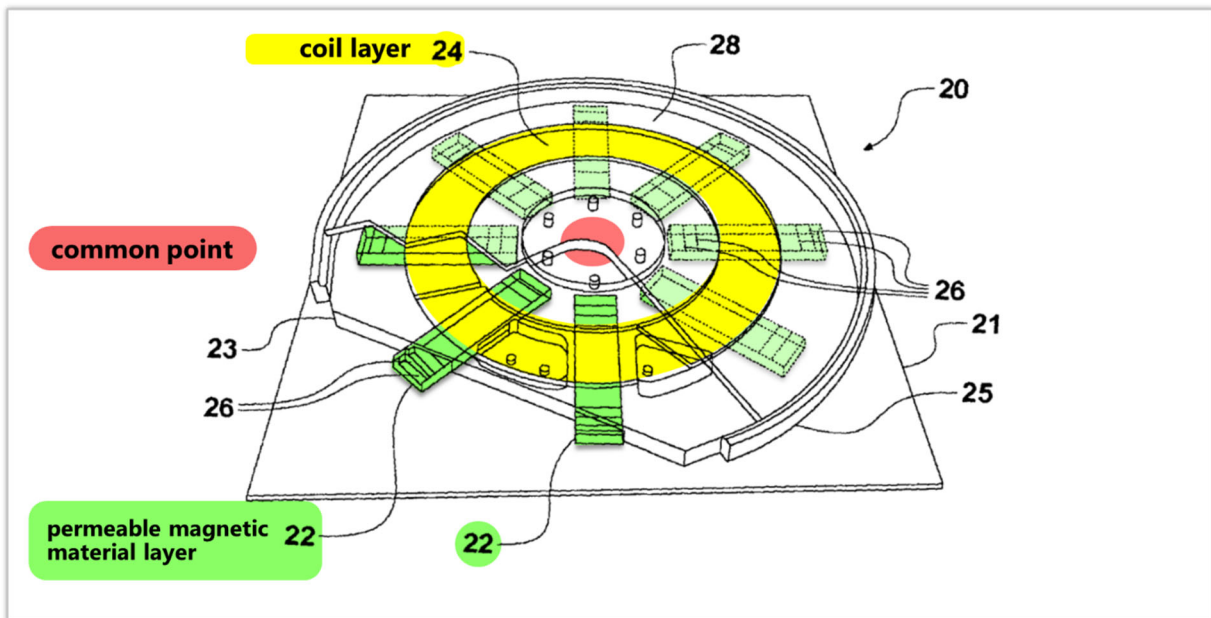 coil layer 24
28
20
common point
26
21
23
26
25
permeable magnetic
material layer 22
22